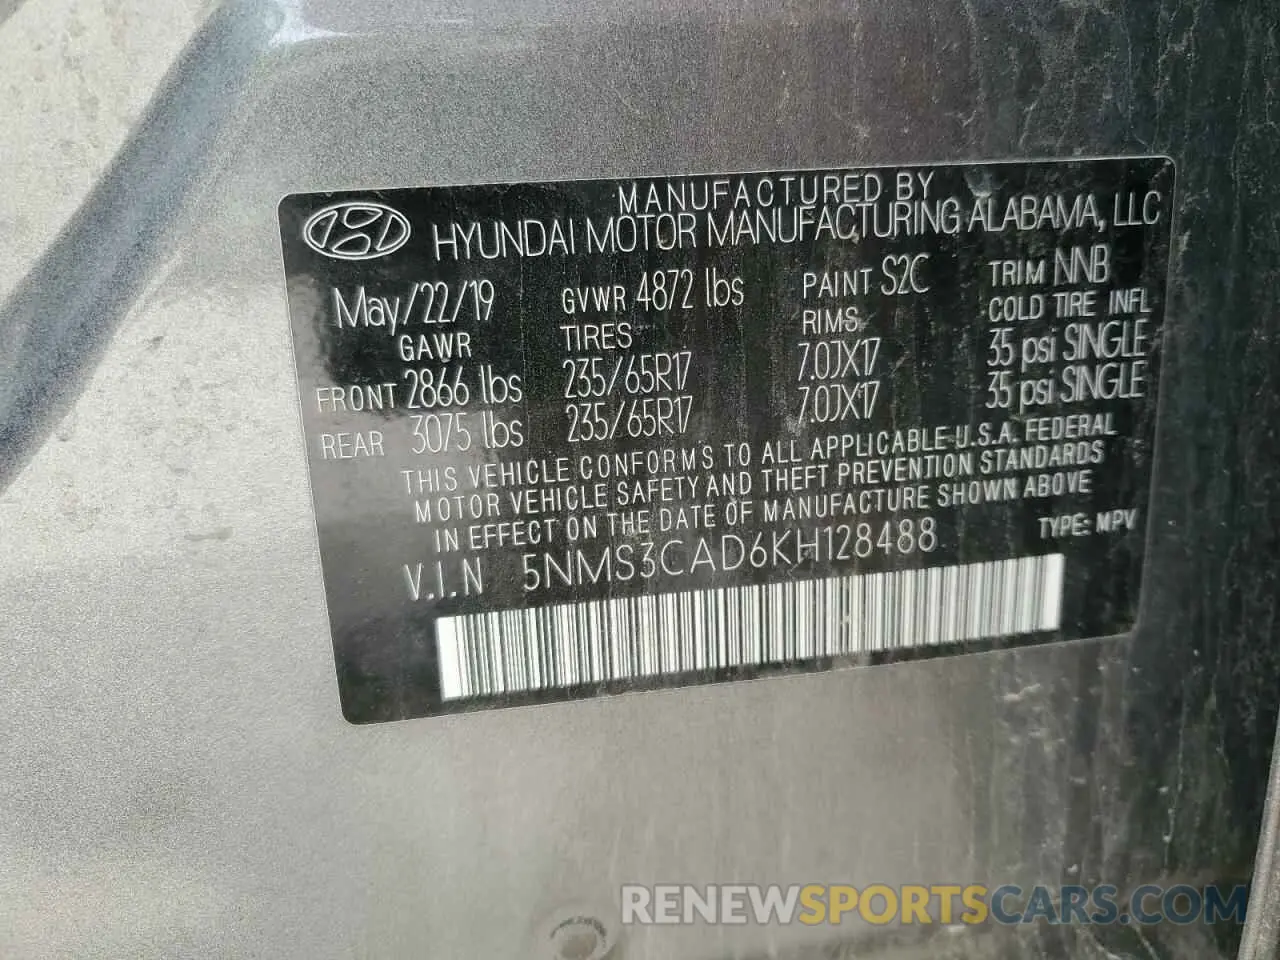 MANUFACTURED BY
HYUNDAI MOTOR MANUFACTURING ALABAMA, LLC
May/22/19 GVWR 4872 lbs PAINT S2C TRIM NNB
GAWR TIRES RIMS COLD TIRE INFL
FRONT 2866 lbs 235/65R17 7.0JX17 35 psi SINGLE
REAR 3075 lbs 235/65R17 7.0JX17 35 psi SINGLE
THIS VEHICLE CONFORMS TO ALL APPLICABLE U.S.A. FEDERAL
MOTOR VEHICLE SAFETY AND THEFT PREVENTION STANDARDS
IN EFFECT ON THE DATE OF MANUFACTURE SHOWN ABOVE
V.I.N 5NMS3CAD6KH128488 TYPE: MPV
RENEWSPORTSCARS.COM